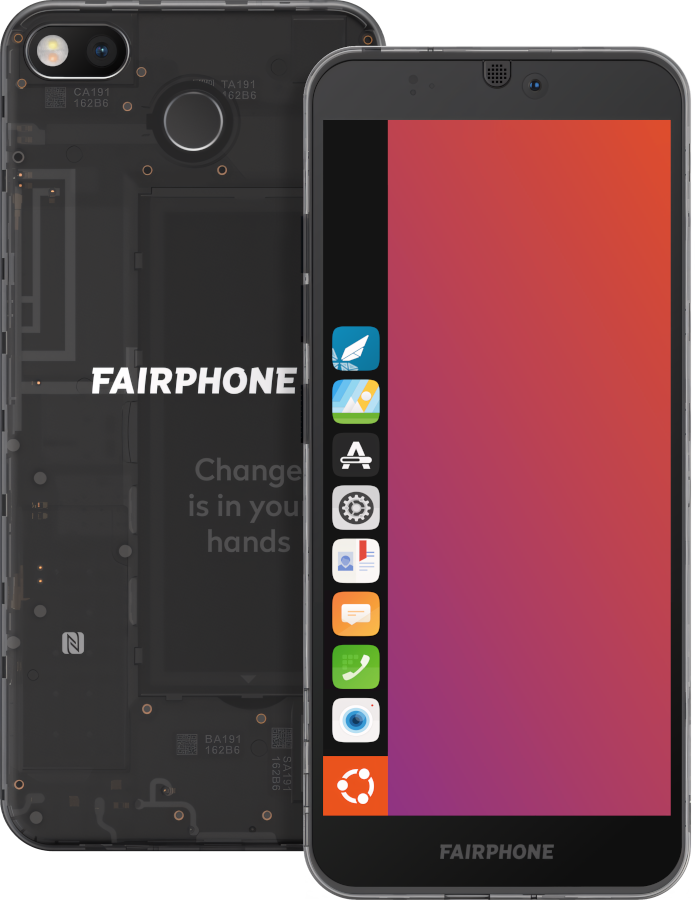 CA191
162B6
TA191
162B6
FAIRPHONE
Change
is in your
hands
BA191
162B6
SA191
162B6
FAIRPHONE